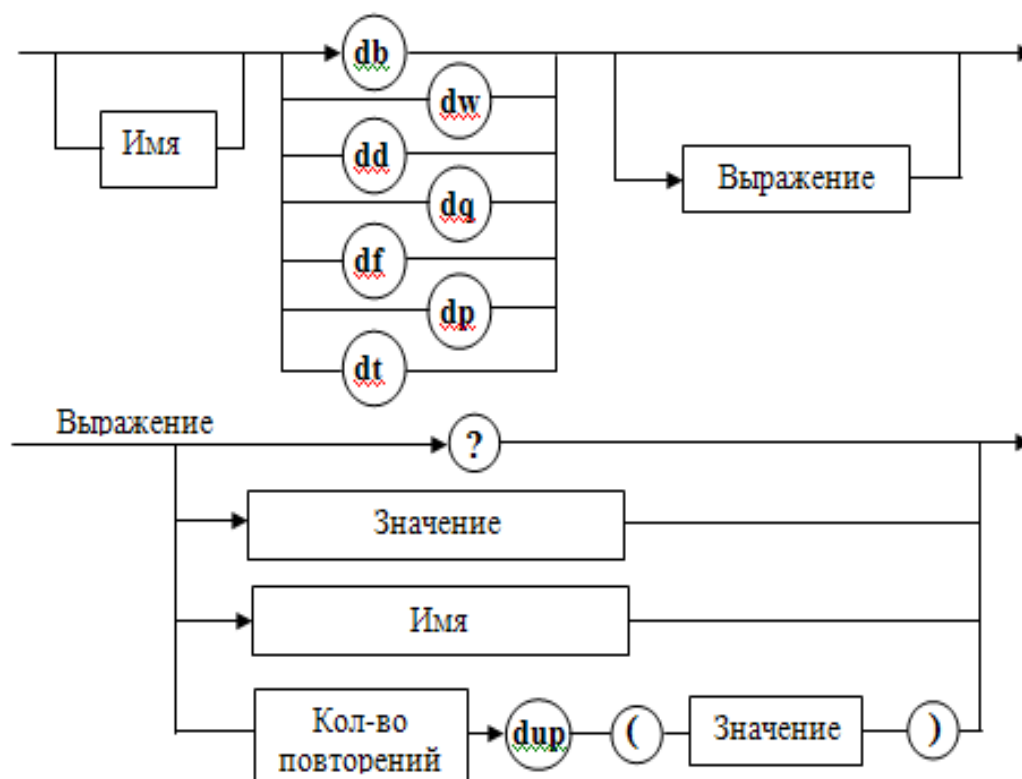 db
dw
Имя
dd
Выражение
dq
df
dp
dt
Выражение
?
Значение
Имя
Кол-во
повторений
dup
(
Значение
)